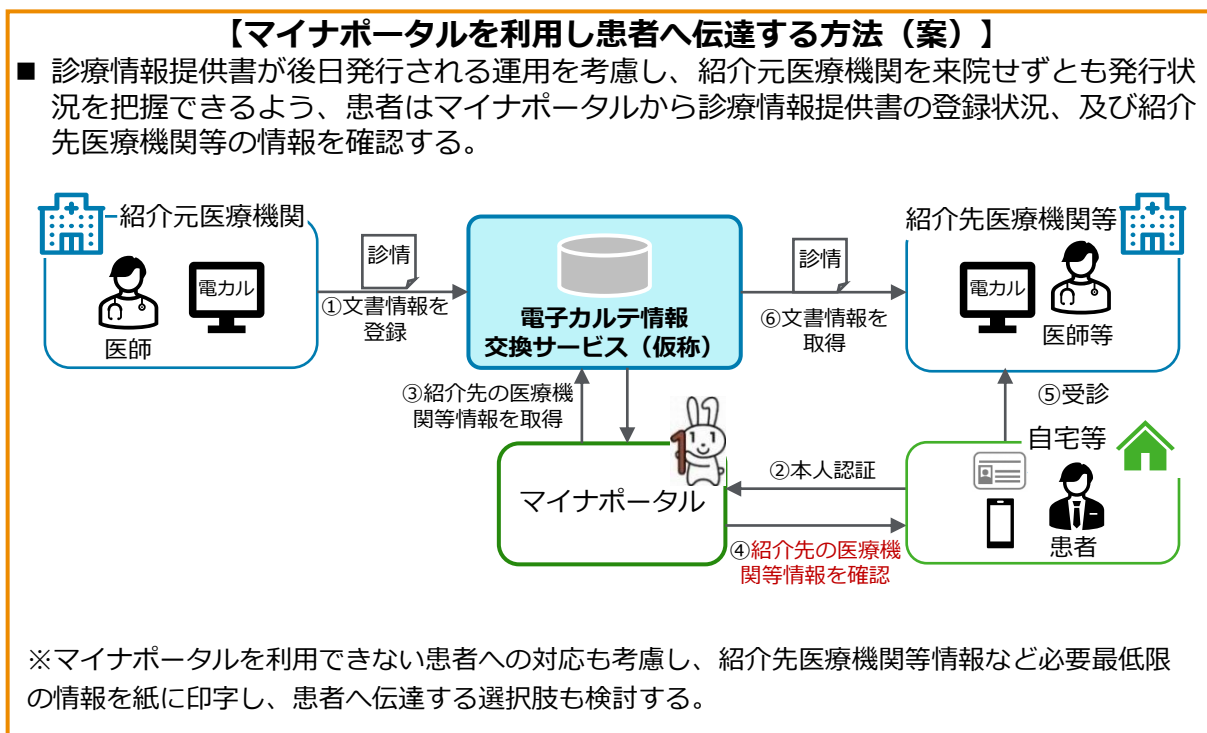 【マイナポータルを利用し患者へ伝達する方法（案）】
■ 診療情報提供書が後日発行される運用を考慮し、紹介元医療機関を来院せずとも発行状
況を把握できるよう、患者はマイナポータルから診療情報提供書の登録状況、及び紹介
先医療機関等の情報を確認する。
紹介元医療機関
電カル
医師
診情
①文書情報を
登録
電子カルテ情報
交換サービス（仮称）
診情
⑥文書情報を
取得
紹介先医療機関等
電カル
医師等
③紹介先の医療機
関等情報を取得
⑤受診
自宅等
1
マイナポータル
②本人認証
④紹介先の医療機
関等情報を確認
患者
※マイナポータルを利用できない患者への対応も考慮し、紹介先医療機関等情報など必要最低限
の情報を紙に印字し、患者へ伝達する選択肢も検討する。